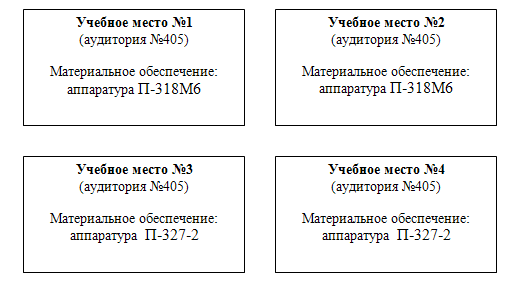 Учебное место №1
(аудитория №405)
Материальное обеспечение:
аппаратура П-318М6
Учебное место №2
(аудитория №405)
Материальное обеспечение:
аппаратура П-318М6
Учебное место №3
(аудитория №405)
Материальное обеспечение:
аппаратура П-327-2
Учебное место №4
(аудитория №405)
Материальное обеспечение:
аппаратура П-327-2